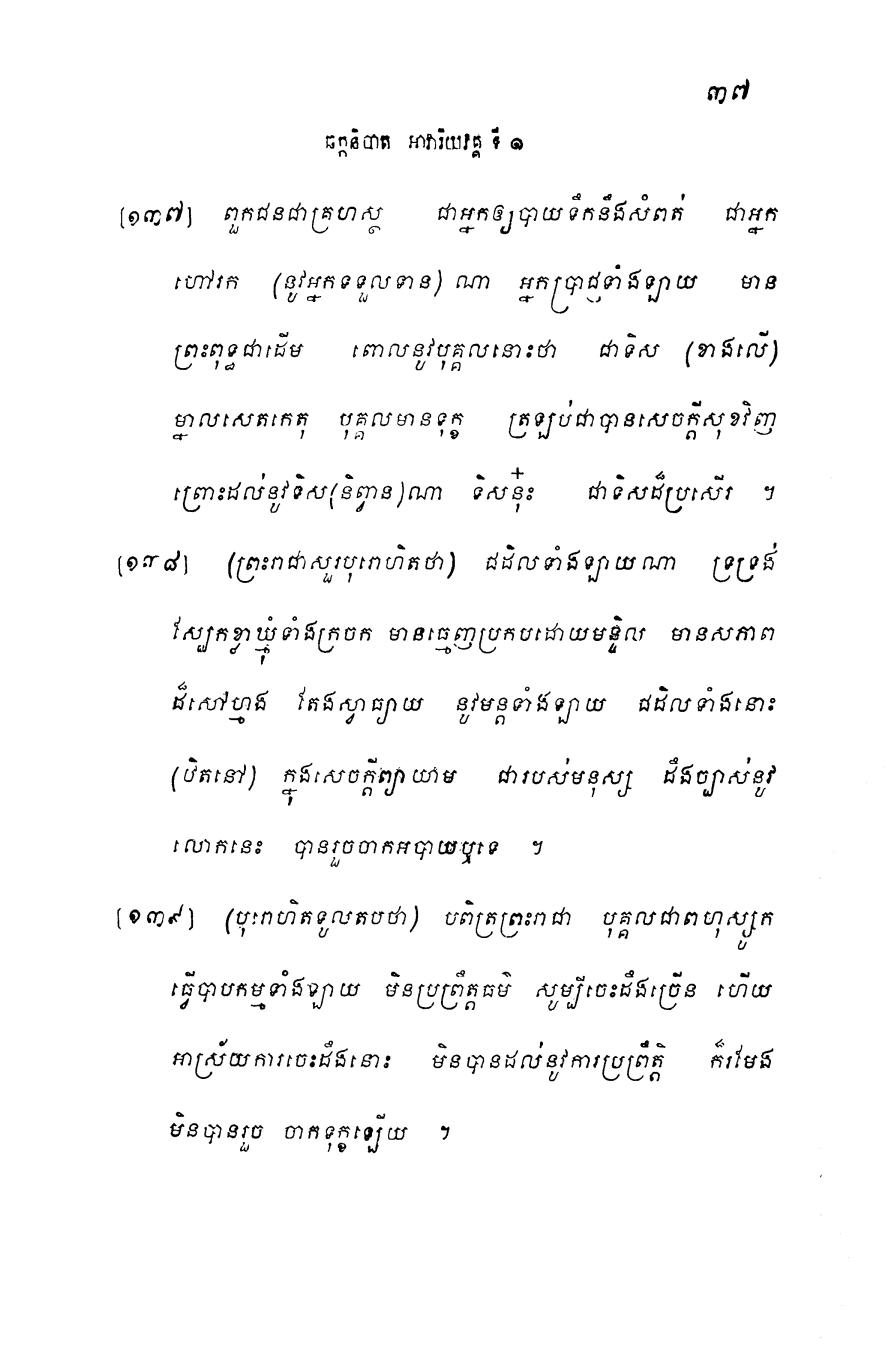 ៣៧
ឆក្កនិបាត អាវារិយវគ្គ ទី ១
[១៣៧] ពួកជនជាគ្រហស្ថ ជាអ្នកឲ្យបាយទឹកនឹងសំពត់ ជាអ្នក
ហៅរក (នូវអ្នកទទួលទាន) ណា អ្នកប្រាជ្ញទាំងឡាយ មាន
ព្រះពុទ្ធជាដើម ពោលនូវបុគ្គលនោះថា ជាទិស (ខាងលើ)
ម្នាលសេតកេតុ បុគ្គលមានទុក្ខ ត្រឡប់ជាបានសេចក្តីសុខវិញ
ព្រោះដល់នូវទិស(និព្វាន)ណា ទិសនុ៎ះ ជាទិសដ៏ប្រសើរ ។
[១៣៨] (ព្រះរាជាសួរបុរោហិតថា) ជដិលទាំងឡាយណា ទ្រទ្រង់
ស្បែកខ្លាឃ្មុំទាំងក្រចក មានធ្មេញប្រកបដោយមន្ទិល មានសភាព
ដ៏សៅហ្មង តែងស្វាធ្យាយ នូវមន្តទាំងឡាយ ជដិលទាំងនោះ
(ឋិតនៅ) ក្នុងសេចក្តីព្យាយាម ជារបស់មនុស្ស ដឹងច្បាស់នូវ
លោកនេះ បានរួចចាកអបាយឬទេ ។
[១៣៩] (បុរោហិតទូលតបថា) បពិត្រព្រះរាជា បុគ្គលជាពហុស្សូត
ធ្វើបាបកម្មទាំងឡាយ មិនប្រព្រឹត្តធម៌ សូម្បីចេះដឹងច្រើន ហើយ
អាស្រ័យការចេះដឹងនោះ មិនបានដល់នូវការប្រព្រឹត្តិ ក៏រមែង
មិនបានរួច ចាកទុក្ខឡើយ ។